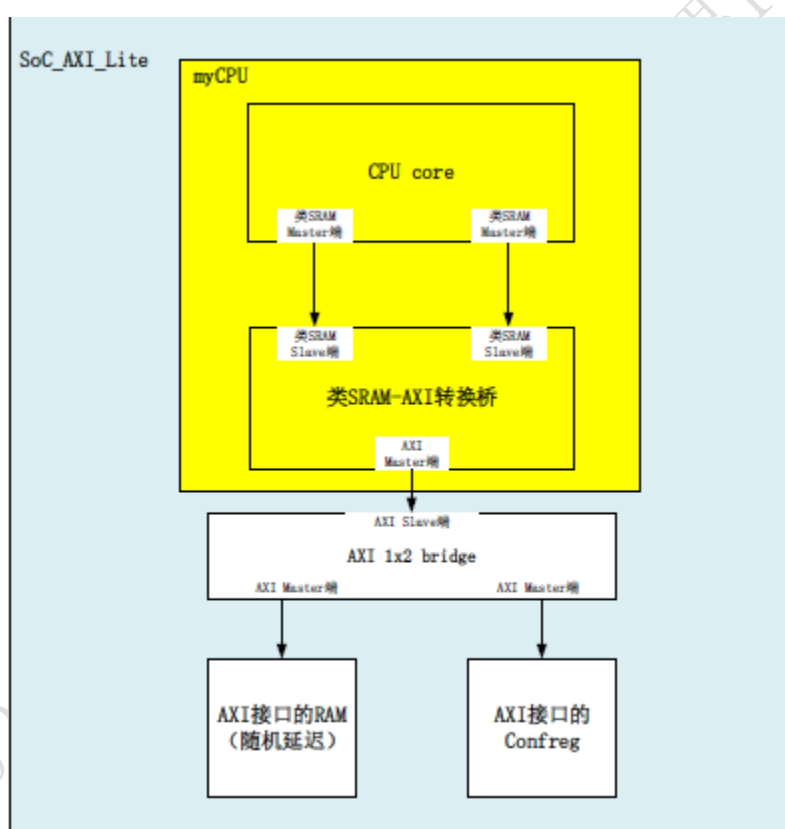 SoC_AXI_Lite
myCPU
CPU core
类SRAM
Master端
类SRAM
Master端
类SRAM
Slave端
类SRAM
Slave端
类SRAM-AXI转换桥
AXI
Master端
AXI Slave端
AXI 1x2 bridge
AXI Master端
AXI Master端
AXI接口的RAM
（随机延迟）
AXI接口的
Confreg